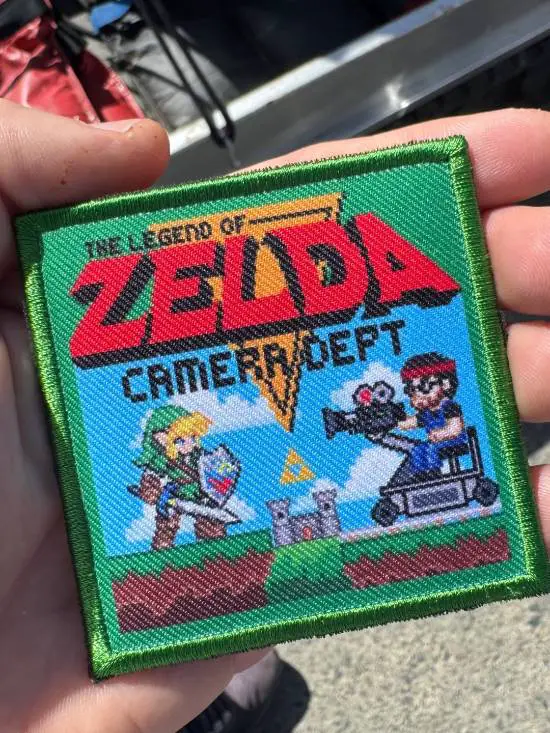 THE LEGEND OF
ZELDA
CAMERA DEPT